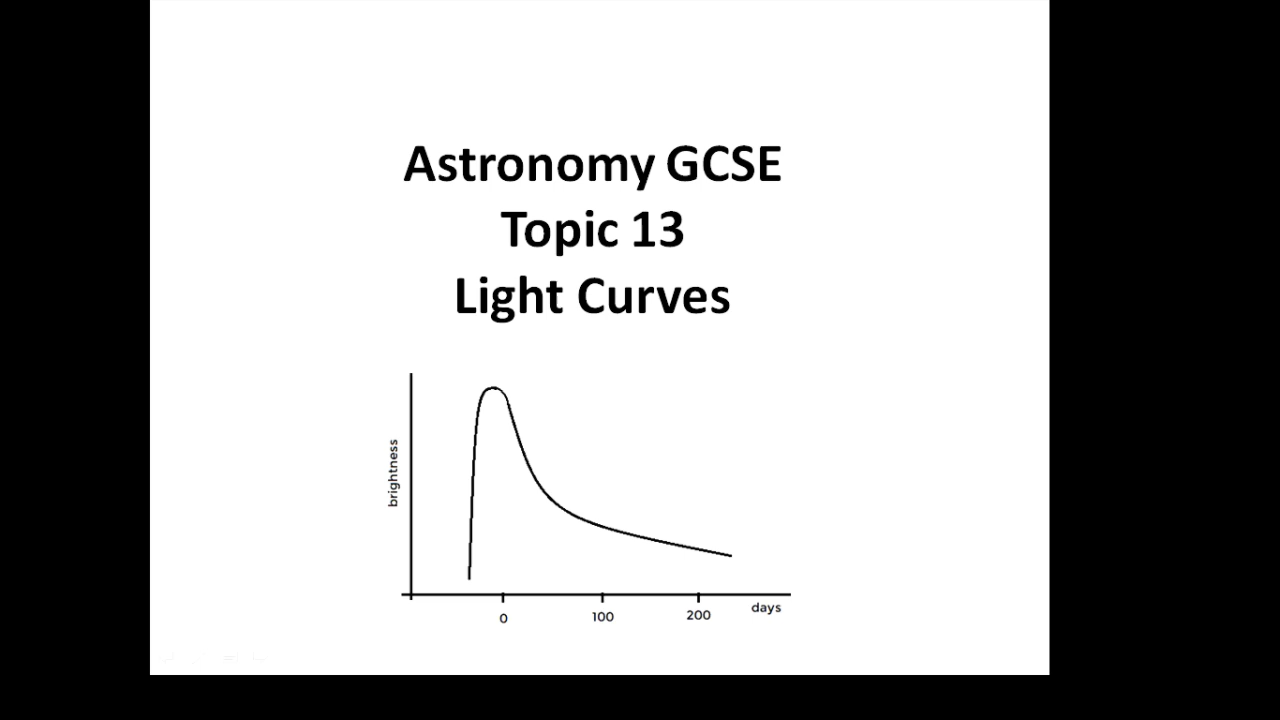 Astronomy GCSE
Topic 13
Light Curves
brightness
0
100
200
days